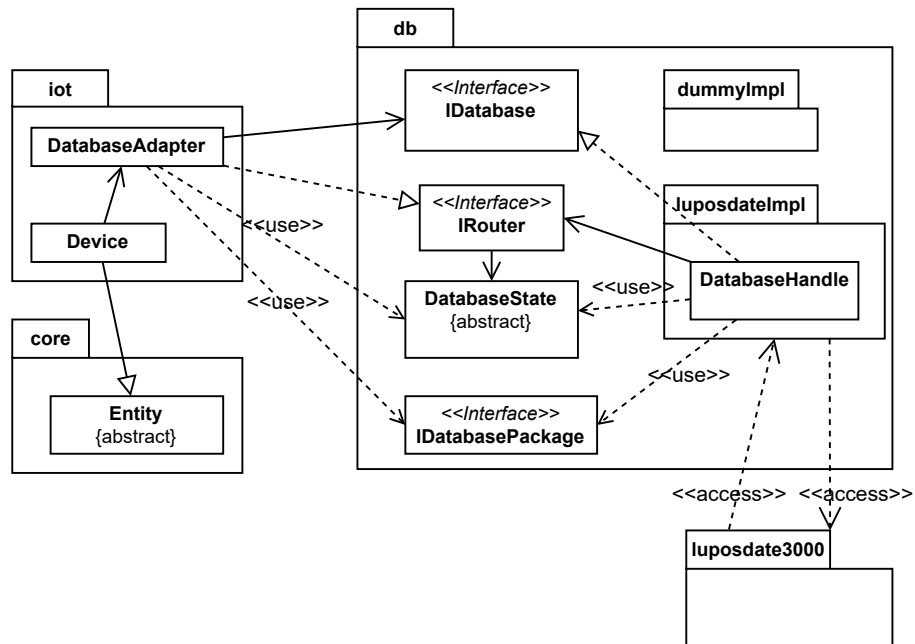 db
iot
<<Interface>>
IDatabase
dummyImpl
DatabaseAdapter
<<Interface>>
IRouter
luposdateImpl
Device
<<use>>
DatabaseState
{abstract}
<<use>>
DatabaseHandle
<<use>>
core
<<use>>
Entity
{abstract}
<<Interface>>
IDatabasePackage
<<access>>
<<access>>
luposdate3000